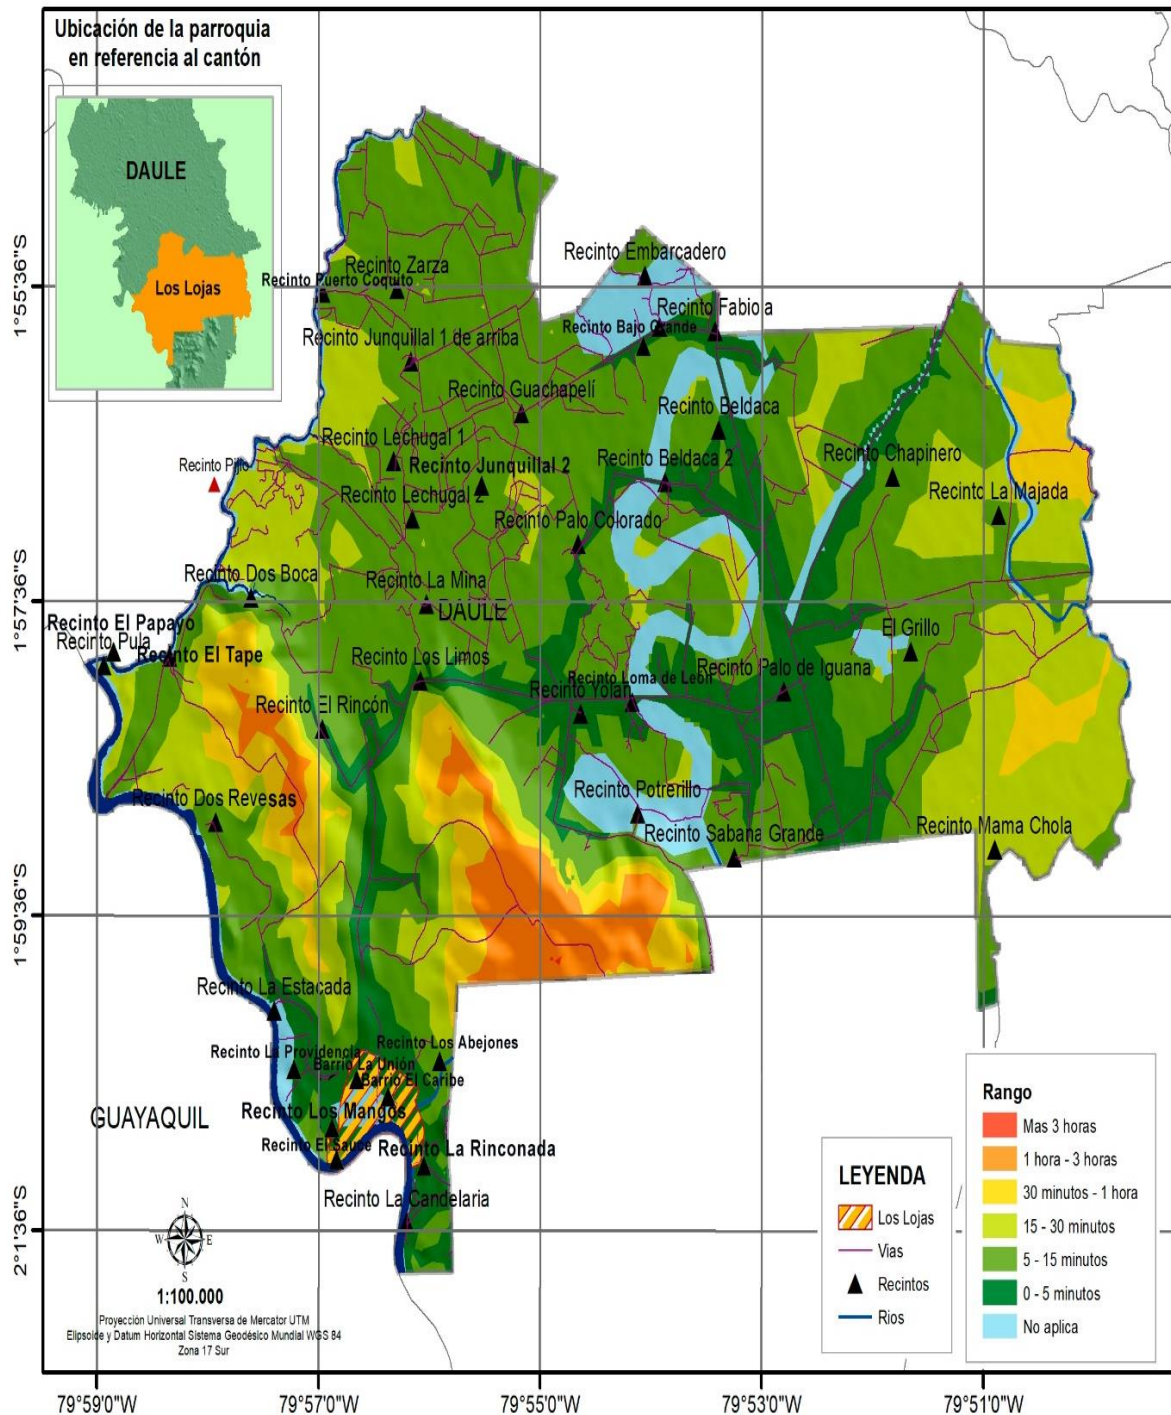 Ubicación de la parroquia
en referencia al cantón
DAULE
Los Lojas
Recinto Embarcadero
Recinto Zarza
Recinto Puerto Coquito
Recinto Fabiola
Recinto Bajo Grande
Recinto Junquillal 1 de arriba
Recinto Guachapelí
Recinto Beldaca
Recinto Lechugal 1
Recinto Junquillal 2
Recinto Beldaca 2
Recinto Chapinero
Recinto Pillo
Recinto Lechugal 2
Recinto La Majada
Recinto Palo Colorado
Recinto Dos Boca
Recinto La Mina
DAULE
Recinto El Papayo
Recinto Pula
Recinto El Tape
Recinto Los Limos
El Grillo
Recinto Palo de Iguana
Recinto Loma de León
Recinto Yolán
Recinto El Rincón
Recinto Dos Revesas
Recinto Potrerillo
Recinto Sabana Grande
Recinto Mama Chola
Recinto La Estacada
Recinto La Providencia
Recinto Los Abejones
Barrio La Unión
Barrio El Caribe
GUAYAQUIL
Recinto Los Mangos
Recinto El Sauce
Recinto La Rinconada
Recinto La Candelaria
1°55'36"S
1°57'36"S
1°59'36"S
2°1'36"S
N
W
E
S
1:100.000
Proyección Universal Transversa de Mercator UTM
Elipsoide y Datum Horizontal Sistema Geodésico Mundial WGS 84
Zona 17 Sur
LEYENDA
Los Lojas
Vias
Recintos
Rios
Rango
Mas 3 horas
1 hora - 3 horas
30 minutos - 1 hora
15 - 30 minutos
5 - 15 minutos
0 - 5 minutos
No aplica
79°59'0"W
79°57'0"W
79°55'0"W
79°53'0"W
79°51'0"W